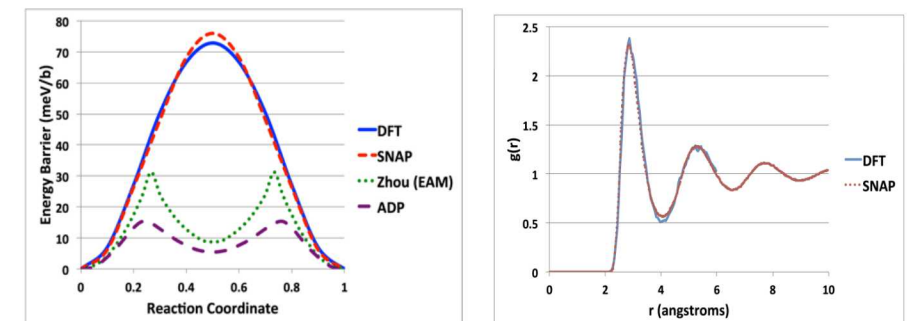 80
70
60
50
40
30
20
10
0
Energy Barrier (meV/b)
0 0.2 0.4 0.6 0.8 1
Reaction Coordinate
DFT
SNAP
Zhou (EAM)
ADP
2.5
2
1.5
1
0.5
0
g(r)
0 2 4 6 8 10
r (angstroms)
DFT
SNAP